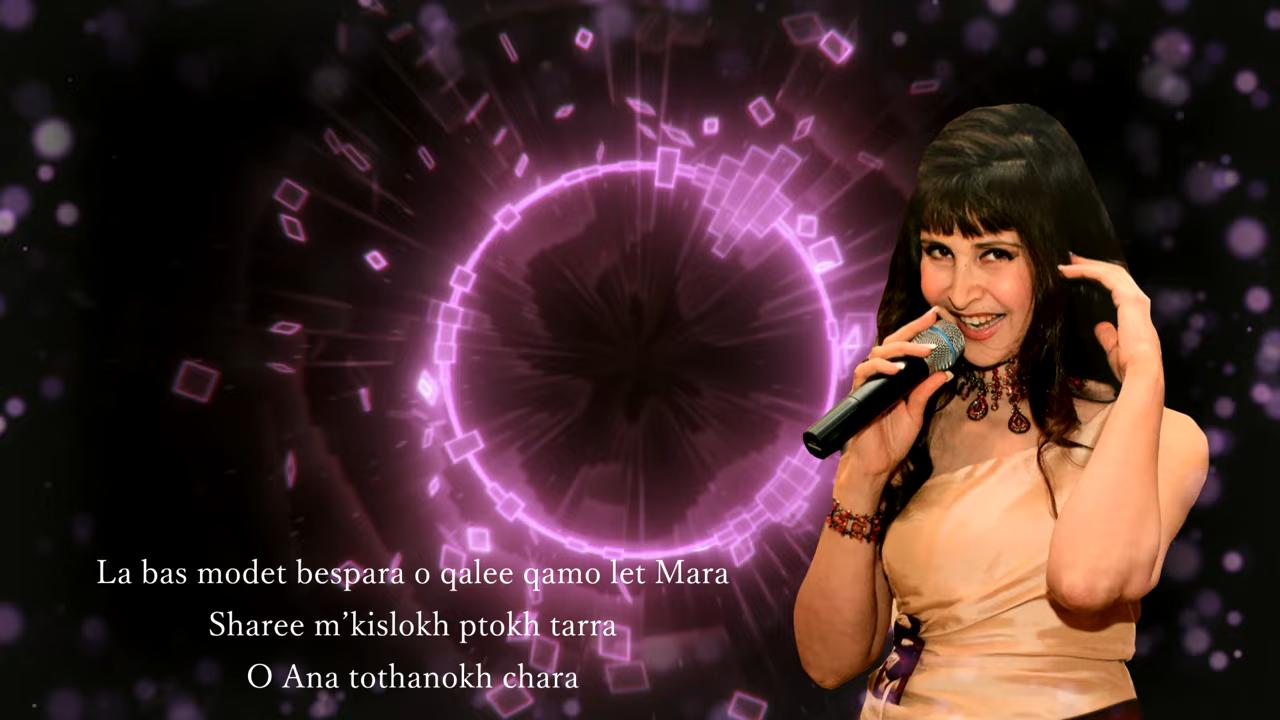 La bas modet bespara o qalee qamo let Mara
Sharee m’kislokh ptokh tarra
O Ana tothanokh chara